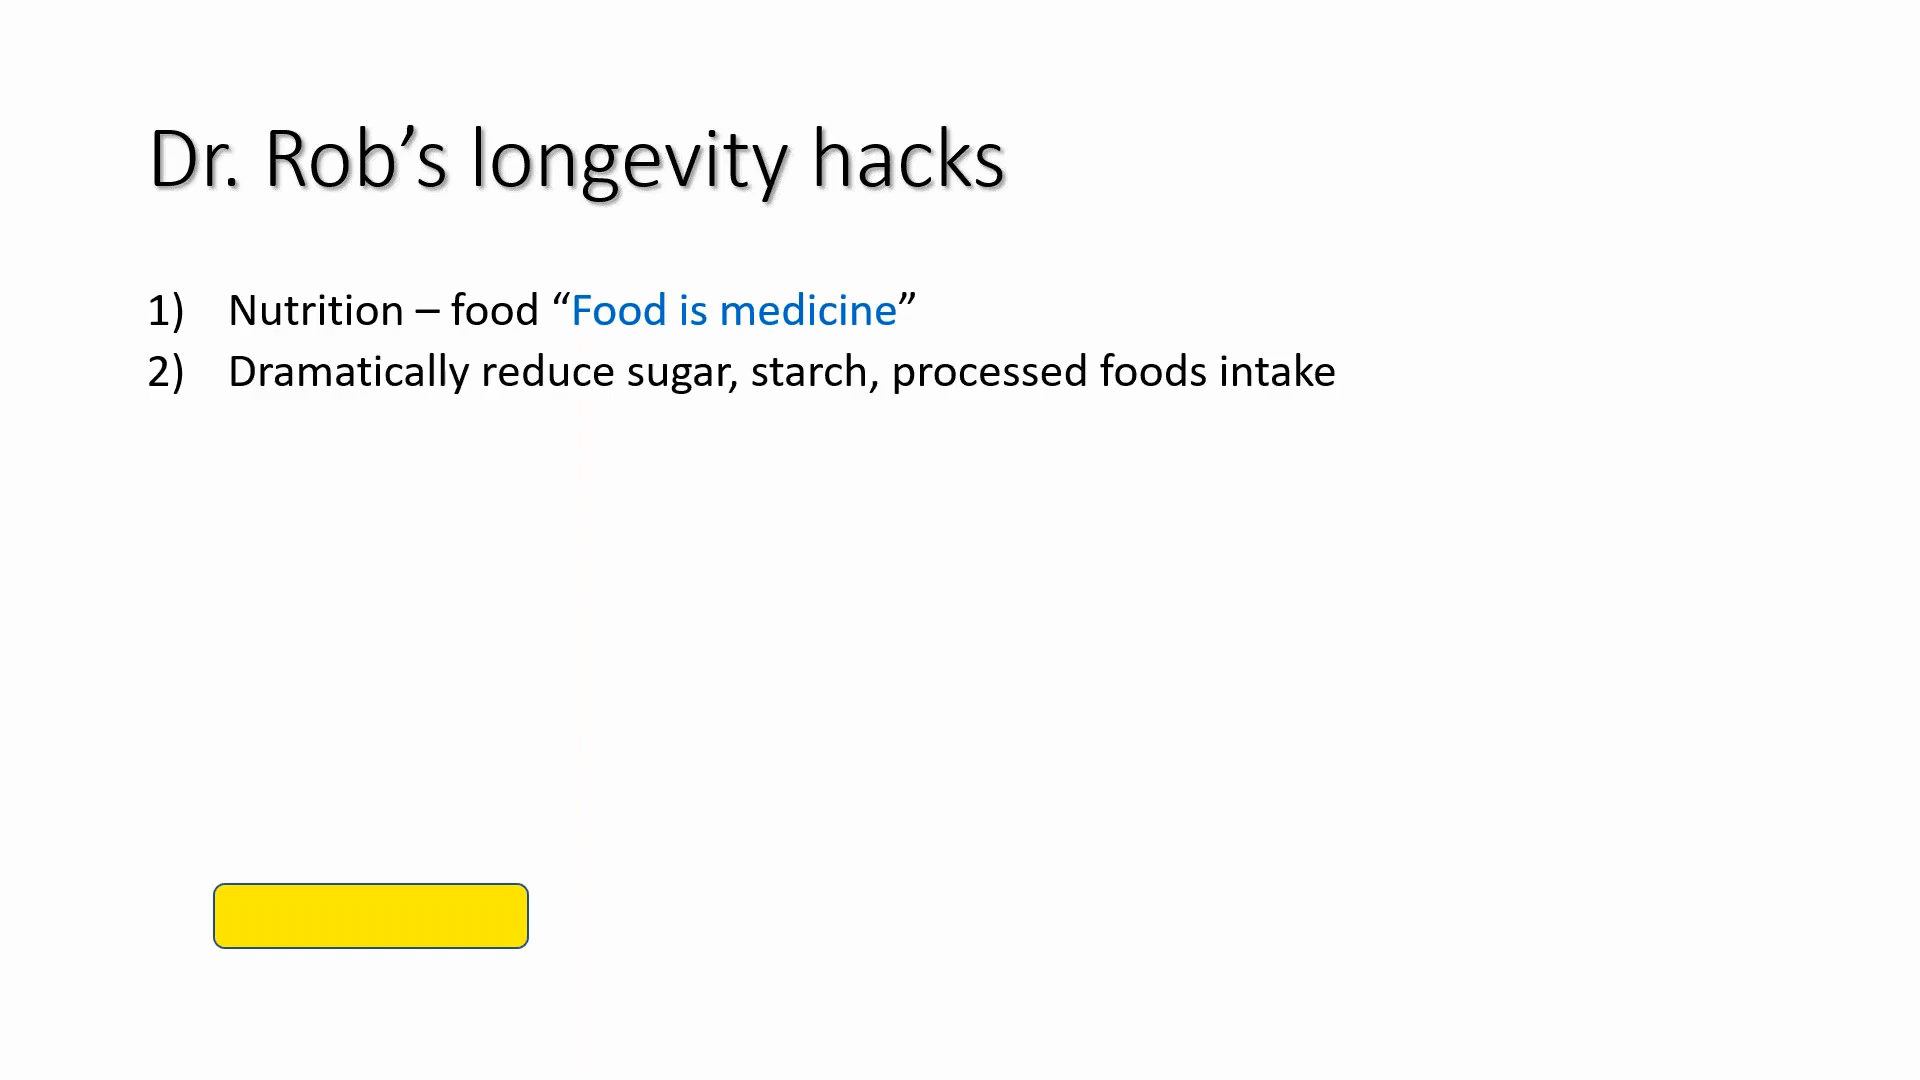 Dr. Rob’s longevity hacks
1) Nutrition – food “Food is medicine”
2) Dramatically reduce sugar, starch, processed foods intake